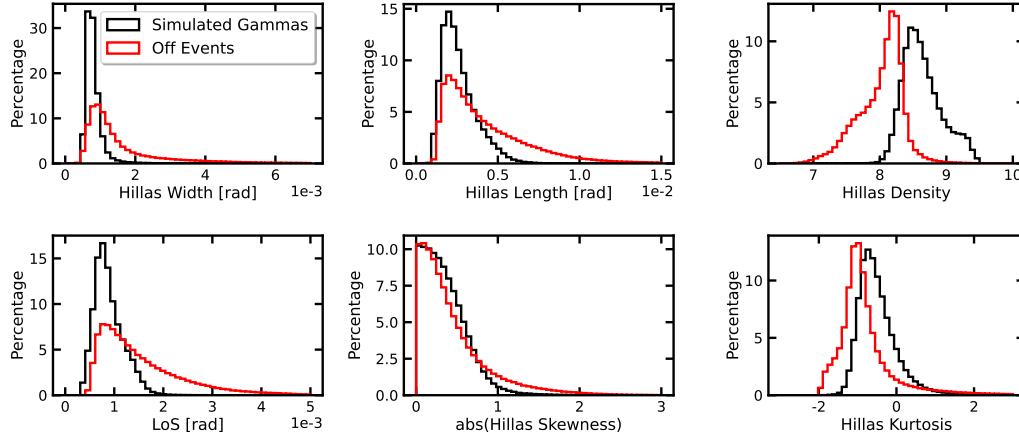 Percentage
30
20
10
0
0
2
4
6
Hillas Width [rad]
1e-3
Simulated Gammas
Off Events
Percentage
15
10
5
0
0.0
0.5
1.0
1.5
Hillas Length [rad]
1e-2
Percentage
10
5
0
7
8
9
10
Hillas Density
Percentage
15
10
5
0
0
1
2
3
4
5
LoS [rad]
1e-3
Percentage
10.0
7.5
5.0
2.5
0.0
0
1
2
3
abs(Hillas Skewness)
Percentage
10
5
0
-2
0
2
Hillas Kurtosis